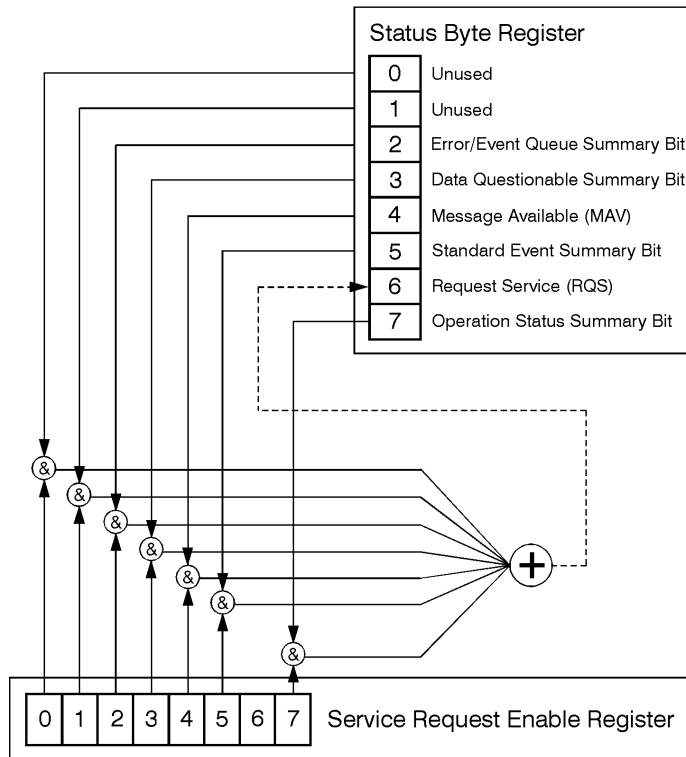 Status Byte Register
0 Unused
1 Unused
2 Error/Event Queue Summary Bit
3 Data Questionable Summary Bit
4 Message Available (MAV)
5 Standard Event Summary Bit
6 Request Service (RQS)
7 Operation Status Summary Bit
&
&
&
&
&
&
&
+
0 1 2 3 4 5 6 7 Service Request Enable Register